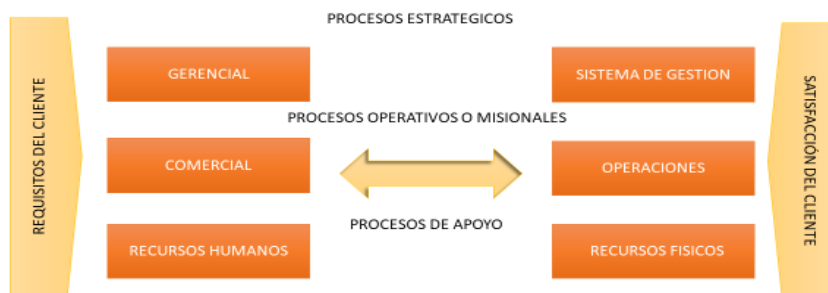 PROCESOS ESTRATEGICOS
REQUISITOS DEL CLIENTE
GERENCIAL
SISTEMA DE GESTION
SATISFACCIÓN DEL CLIENTE
PROCESOS OPERATIVOS O MISIONALES
COMERCIAL
OPERACIONES
PROCESOS DE APOYO
RECURSOS HUMANOS
RECURSOS FISICOS